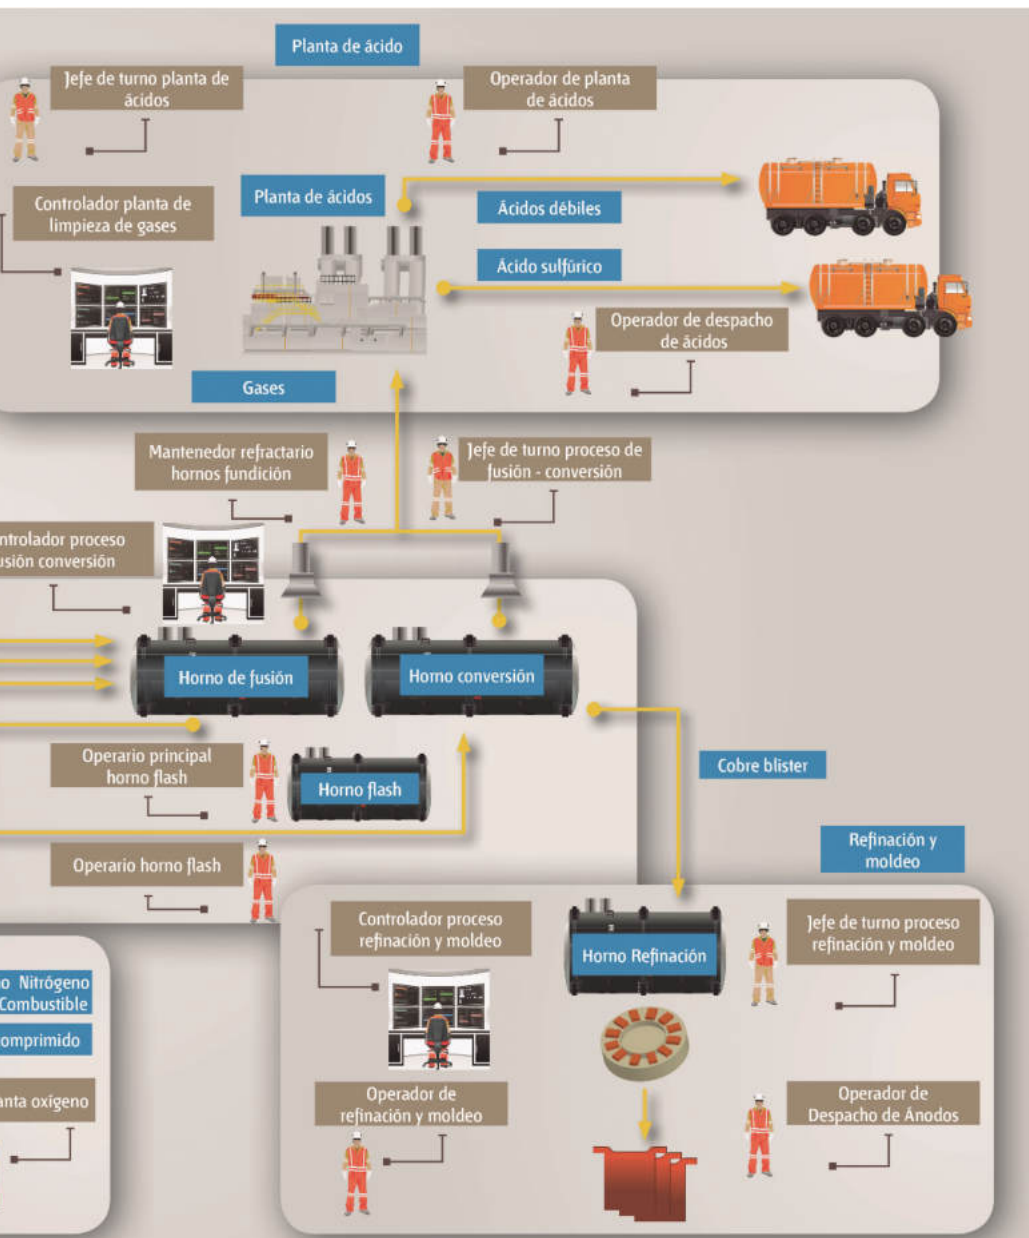 Planta de ácido
Jefe de turno planta de
ácidos
Operador de planta
de ácidos
Controlador planta de
limpieza de gases
Planta de ácidos
Ácidos débiles
Ácido sulfúrico
Operador de despacho
de ácidos
Gases
Mantenedor refractario
hornos fundición
Jefe de turno proceso de
fusión - conversión
ntrolador proceso
usión conversión
Horno de fusión
Horno conversión
Operario principal
horno flash
Horno flash
Cobre blister
Operario horno flash
Refinación y
moldeo
Controlador proceso
refinación y moldeo
Horno Refinación
Jefe de turno proceso
refinación y moldeo
io Nitrógeno
Combustible
omprimido
anta oxígeno
Operador de
refinación y moldeo
Operador de
Despacho de Ánodos